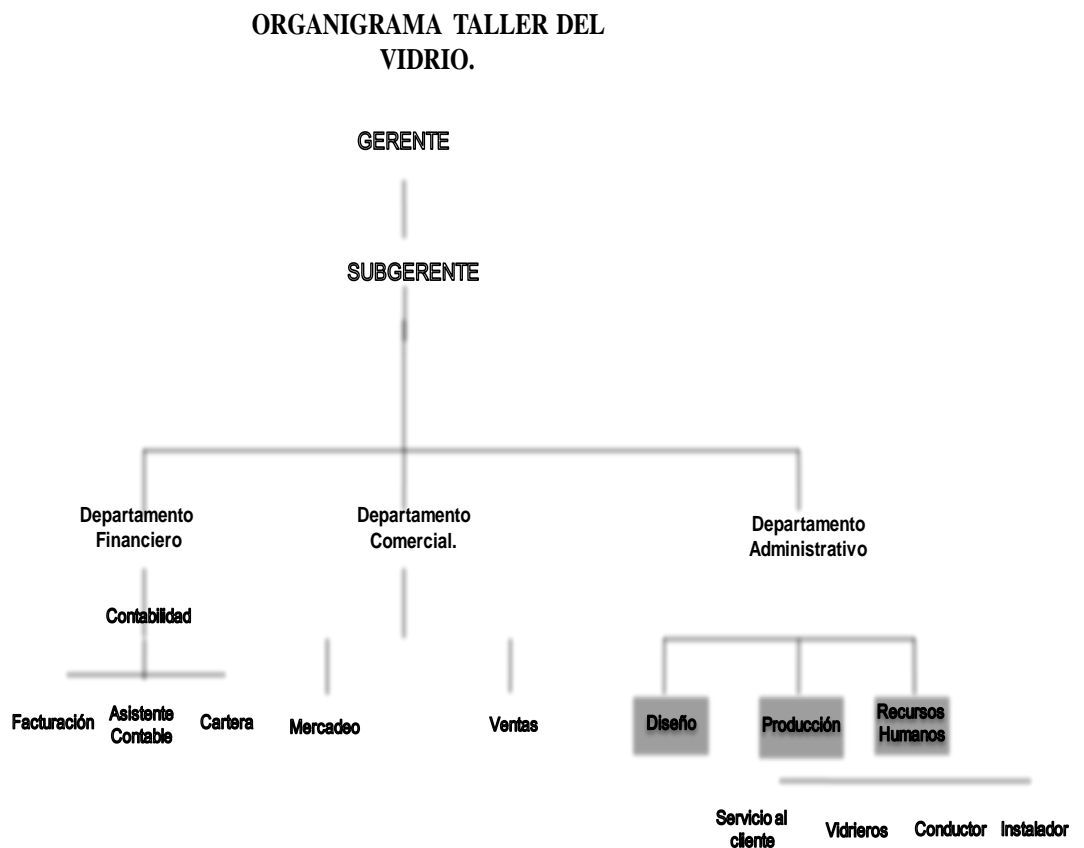 ORGANIGRAMA TALLER DEL
VIDRIO.
GERENTE
SUBGERENTE
Departamento
Financiero
Departamento
Comercial.
Departamento
Administrativo
Contabilidad
Facturación
Asistente
Contable
Cartera
Mercadeo
Ventas
Diseño
Producción
Recursos
Humanos
Servicio al
cliente
Vidrieros
Conductor
Instalador